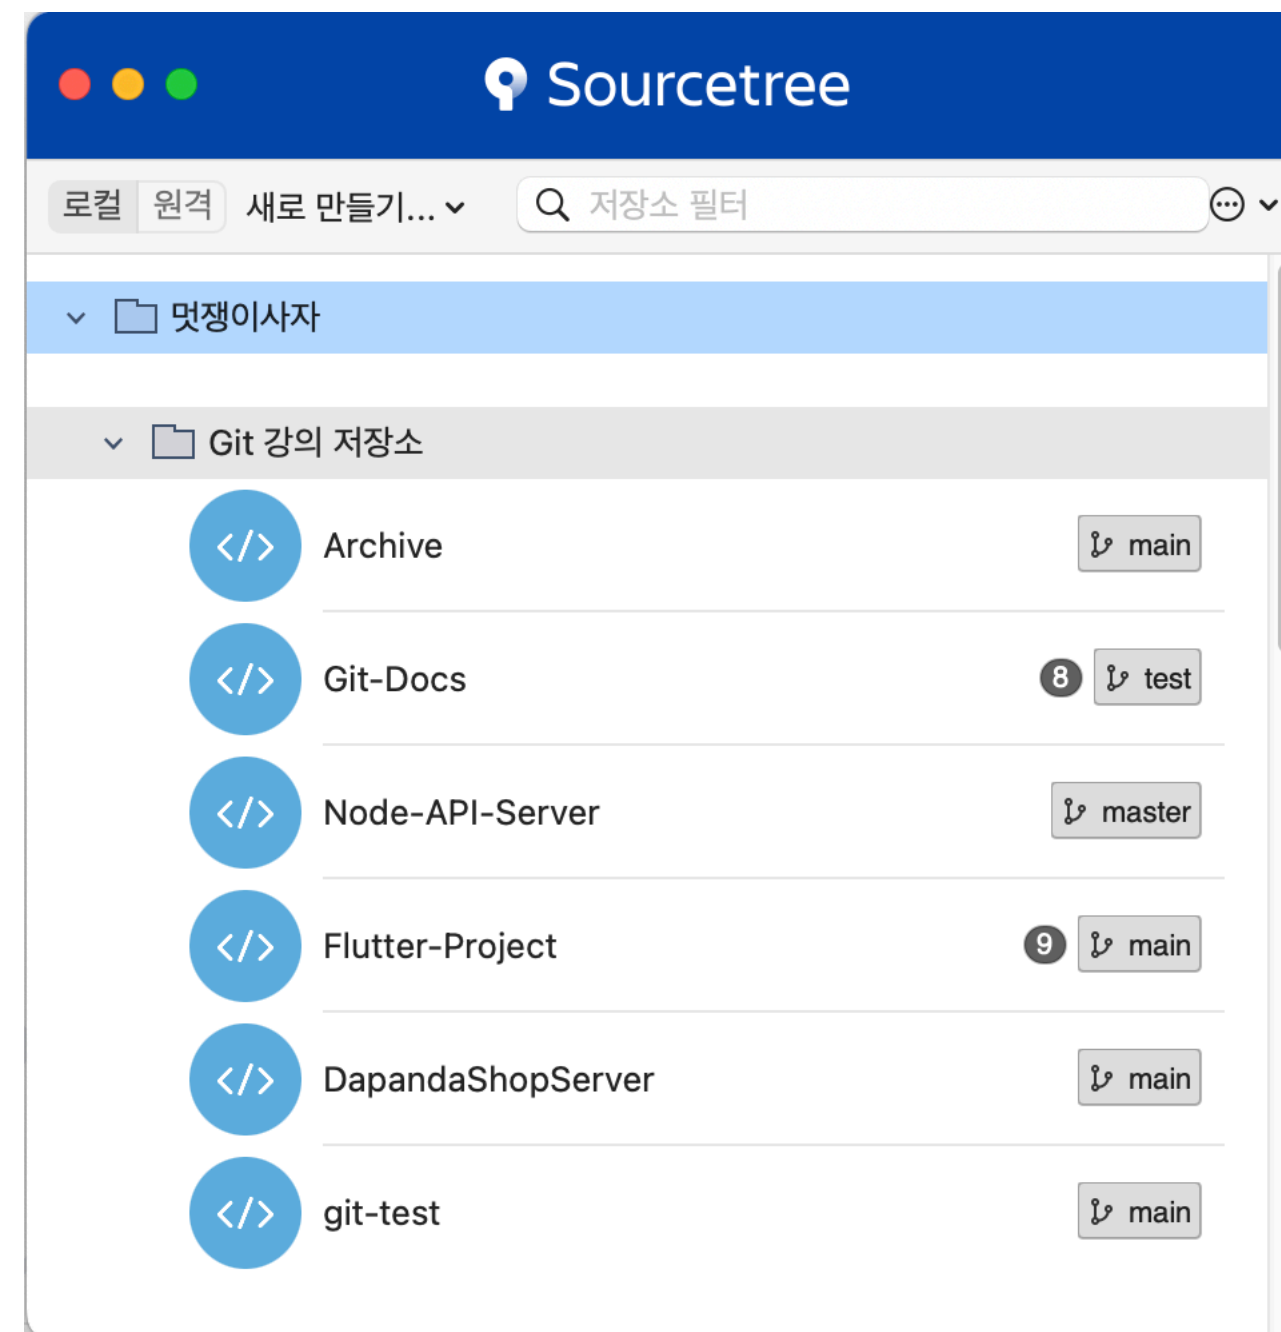 Sourcetree
로컬 원격 새로 만들기... 저장소 필터
멋쟁이사자
Git 강의 저장소
</> Archive main
</> Git-Docs 8 test
</> Node-API-Server master
</> Flutter-Project 9 main
</> DapandaShopServer main
</> git-test main